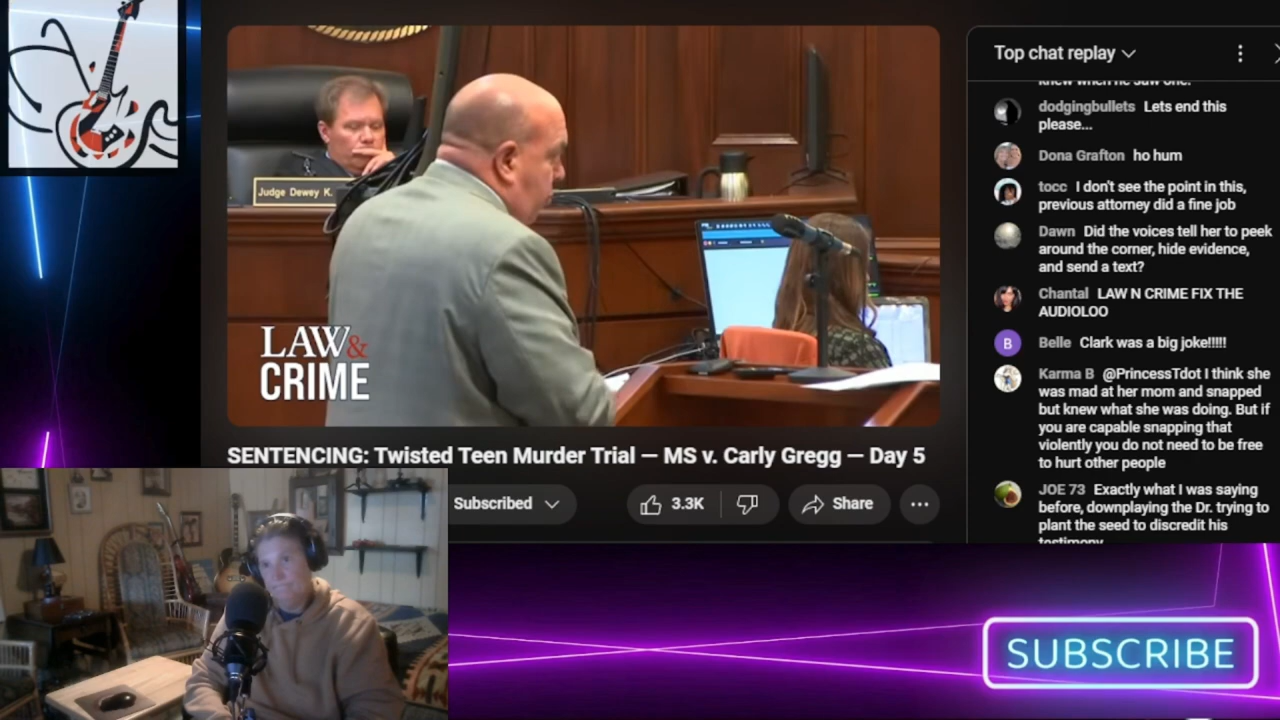 Top chat replay
knew when he saw one.
dodgingbullets Lets end this
please...
Dona Grafton ho hum
tocc I don't see the point in this,
previous attorney did a fine job
Dawn Did the voices tell her to peek
around the corner, hide evidence,
and send a text?
Chantal LAW N CRIME FIX THE
AUDIOLOO
B Belle Clark was a big joke!!!!!
Karma B @PrincessTdot I think she
was mad at her mom and snapped
but knew what she was doing. But if
you are capable snapping that
violently you do not need to be free
to hurt other people
JOE 73 Exactly what I was saying
before, downplaying the Dr. trying to
plant the seed to discredit his
testimony
Judge Dewey K.
LAW&
CRIME
SENTENCING: Twisted Teen Murder Trial — MS v. Carly Gregg — Day 5
Subscribed
3.3K
Share
SUBSCRIBE